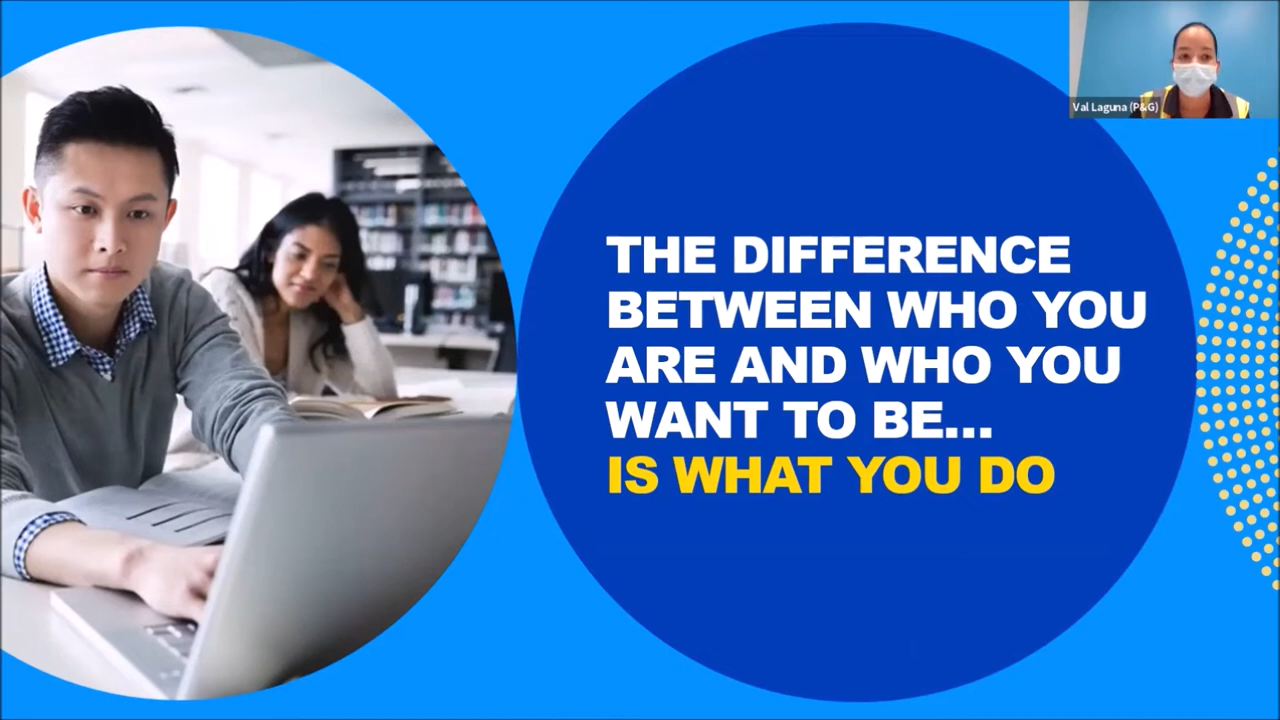 Val Laguna (P&G)
THE DIFFERENCE
BETWEEN WHO YOU
ARE AND WHO YOU
WANT TO BE...
IS WHAT YOU DO